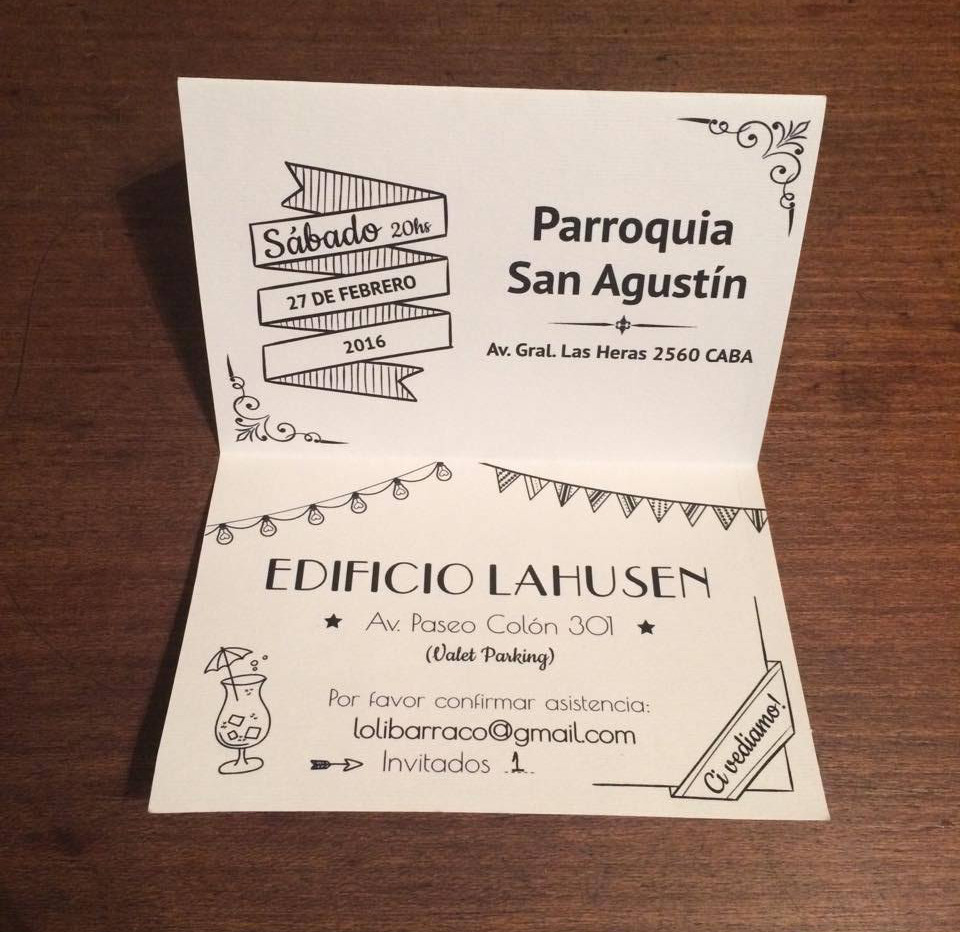 Sábado 20hs
27 DE FEBRERO
2016
Parroquia
San Agustín
Av. Gral. Las Heras 2560 CABA
EDIFICIO LAHUSEN
★ Av. Paseo Colón 301 ★
(Valet Parking)
Por favor confirmar asistencia:
lolibarraco@gmail.com
Invitados 1
Ci vediamo!